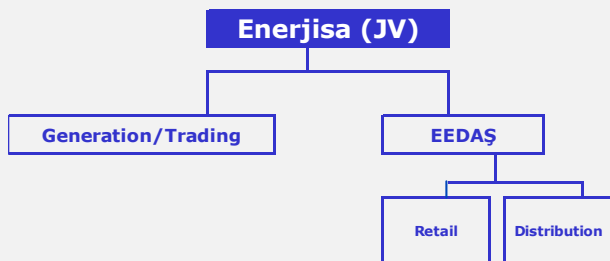 Enerjisa (JV)
Generation/Trading
EEDAŞ
Retail
Distribution